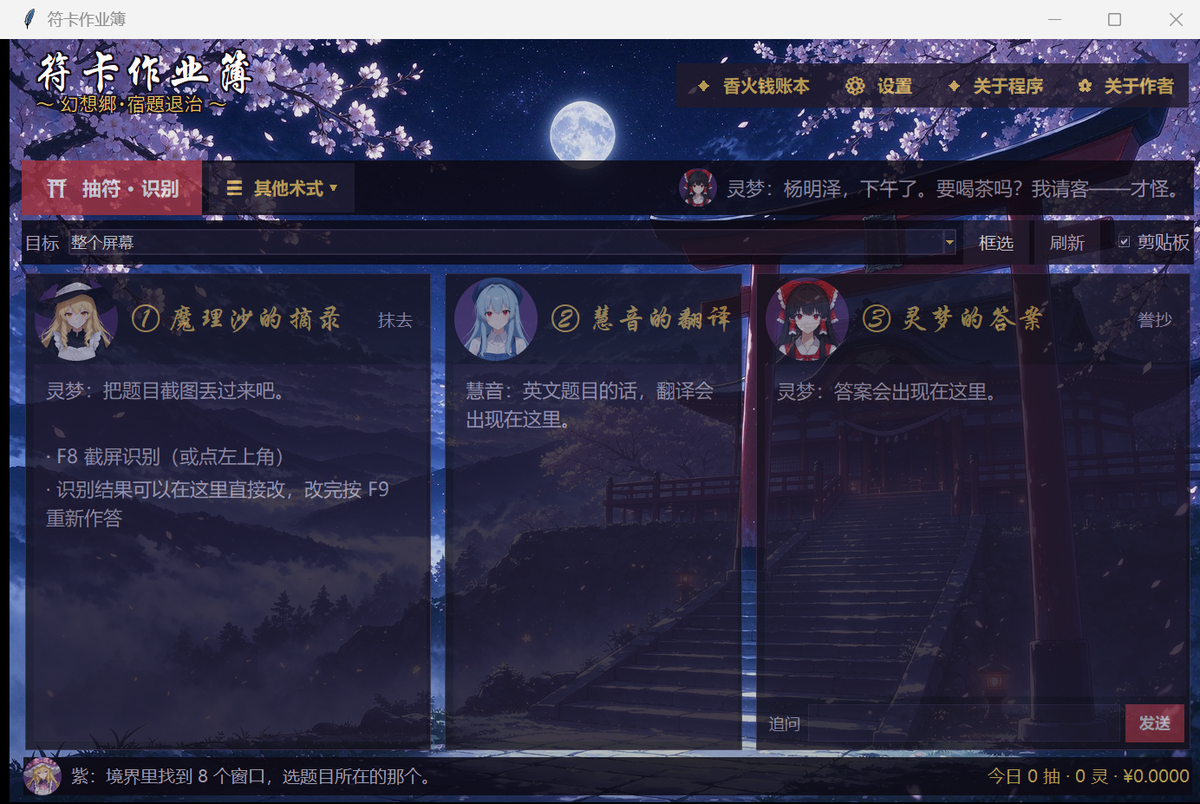 符卡作业簿
符卡作业簿
～幻想鄉·宿題退治～
香火钱账本 设置 关于程序 关于作者
抽符·识别 其他术式 灵梦：杨明泽，下午了。要喝茶吗？我请客——才怪。
目标 整个屏幕 框选 刷新 剪贴板
① 魔理沙的摘录 抹去
灵梦：把题目截图丢过来吧。
· F8 截屏识别（或点左上角）
· 识别结果可以在这里直接改，改完按 F9
重新作答
② 慧音的翻译
慧音：英文题目的话，翻译会
出现在这里。
③ 灵梦的答案 誊抄
灵梦：答案会出现在这里。
追问 发送
紫：境界里找到 8 个窗口，选题目所在的那个。 今日 0 抽 · 0 灵 · ¥0.0000